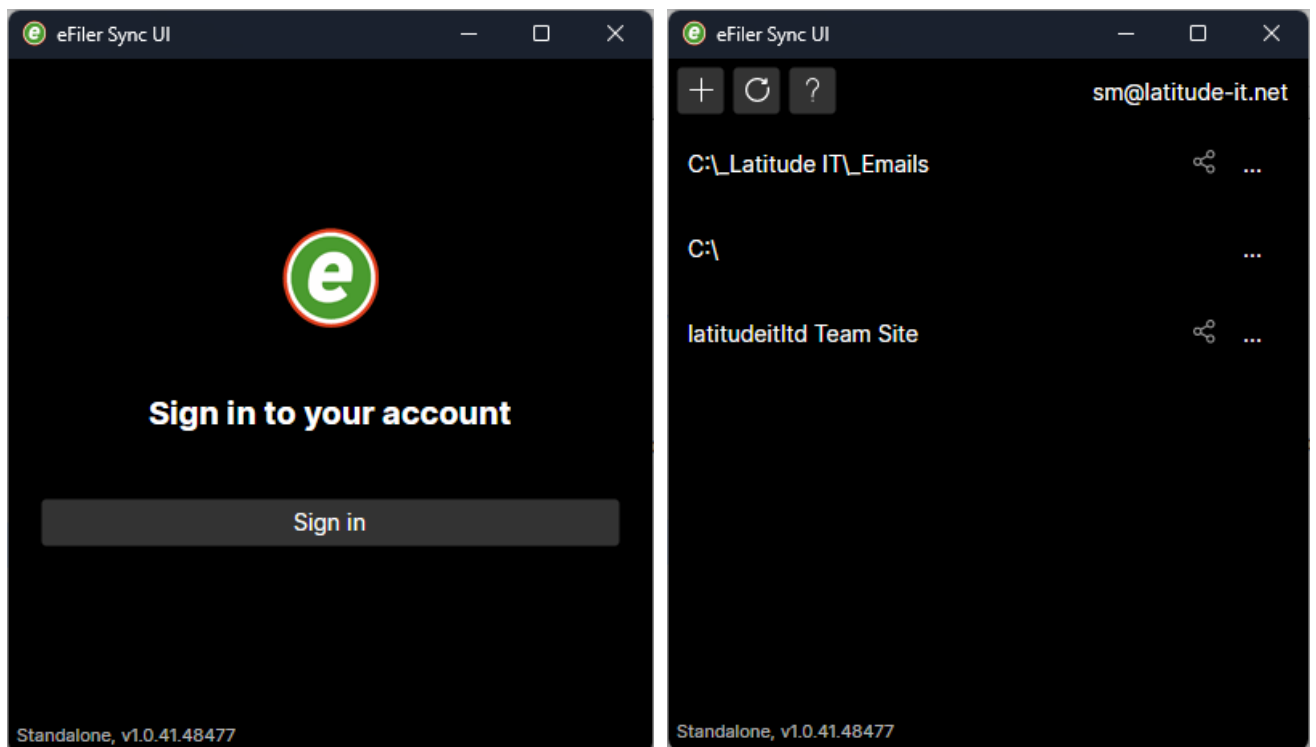 eFiler Sync UI
e
Sign in to your account
Sign in
Standalone, v1.0.41.48477
eFiler Sync UI
sm@latitude-it.net
C:\_Latitude IT\_Emails
...
C:\
...
latitudeitltd Team Site
...
Standalone, v1.0.41.48477